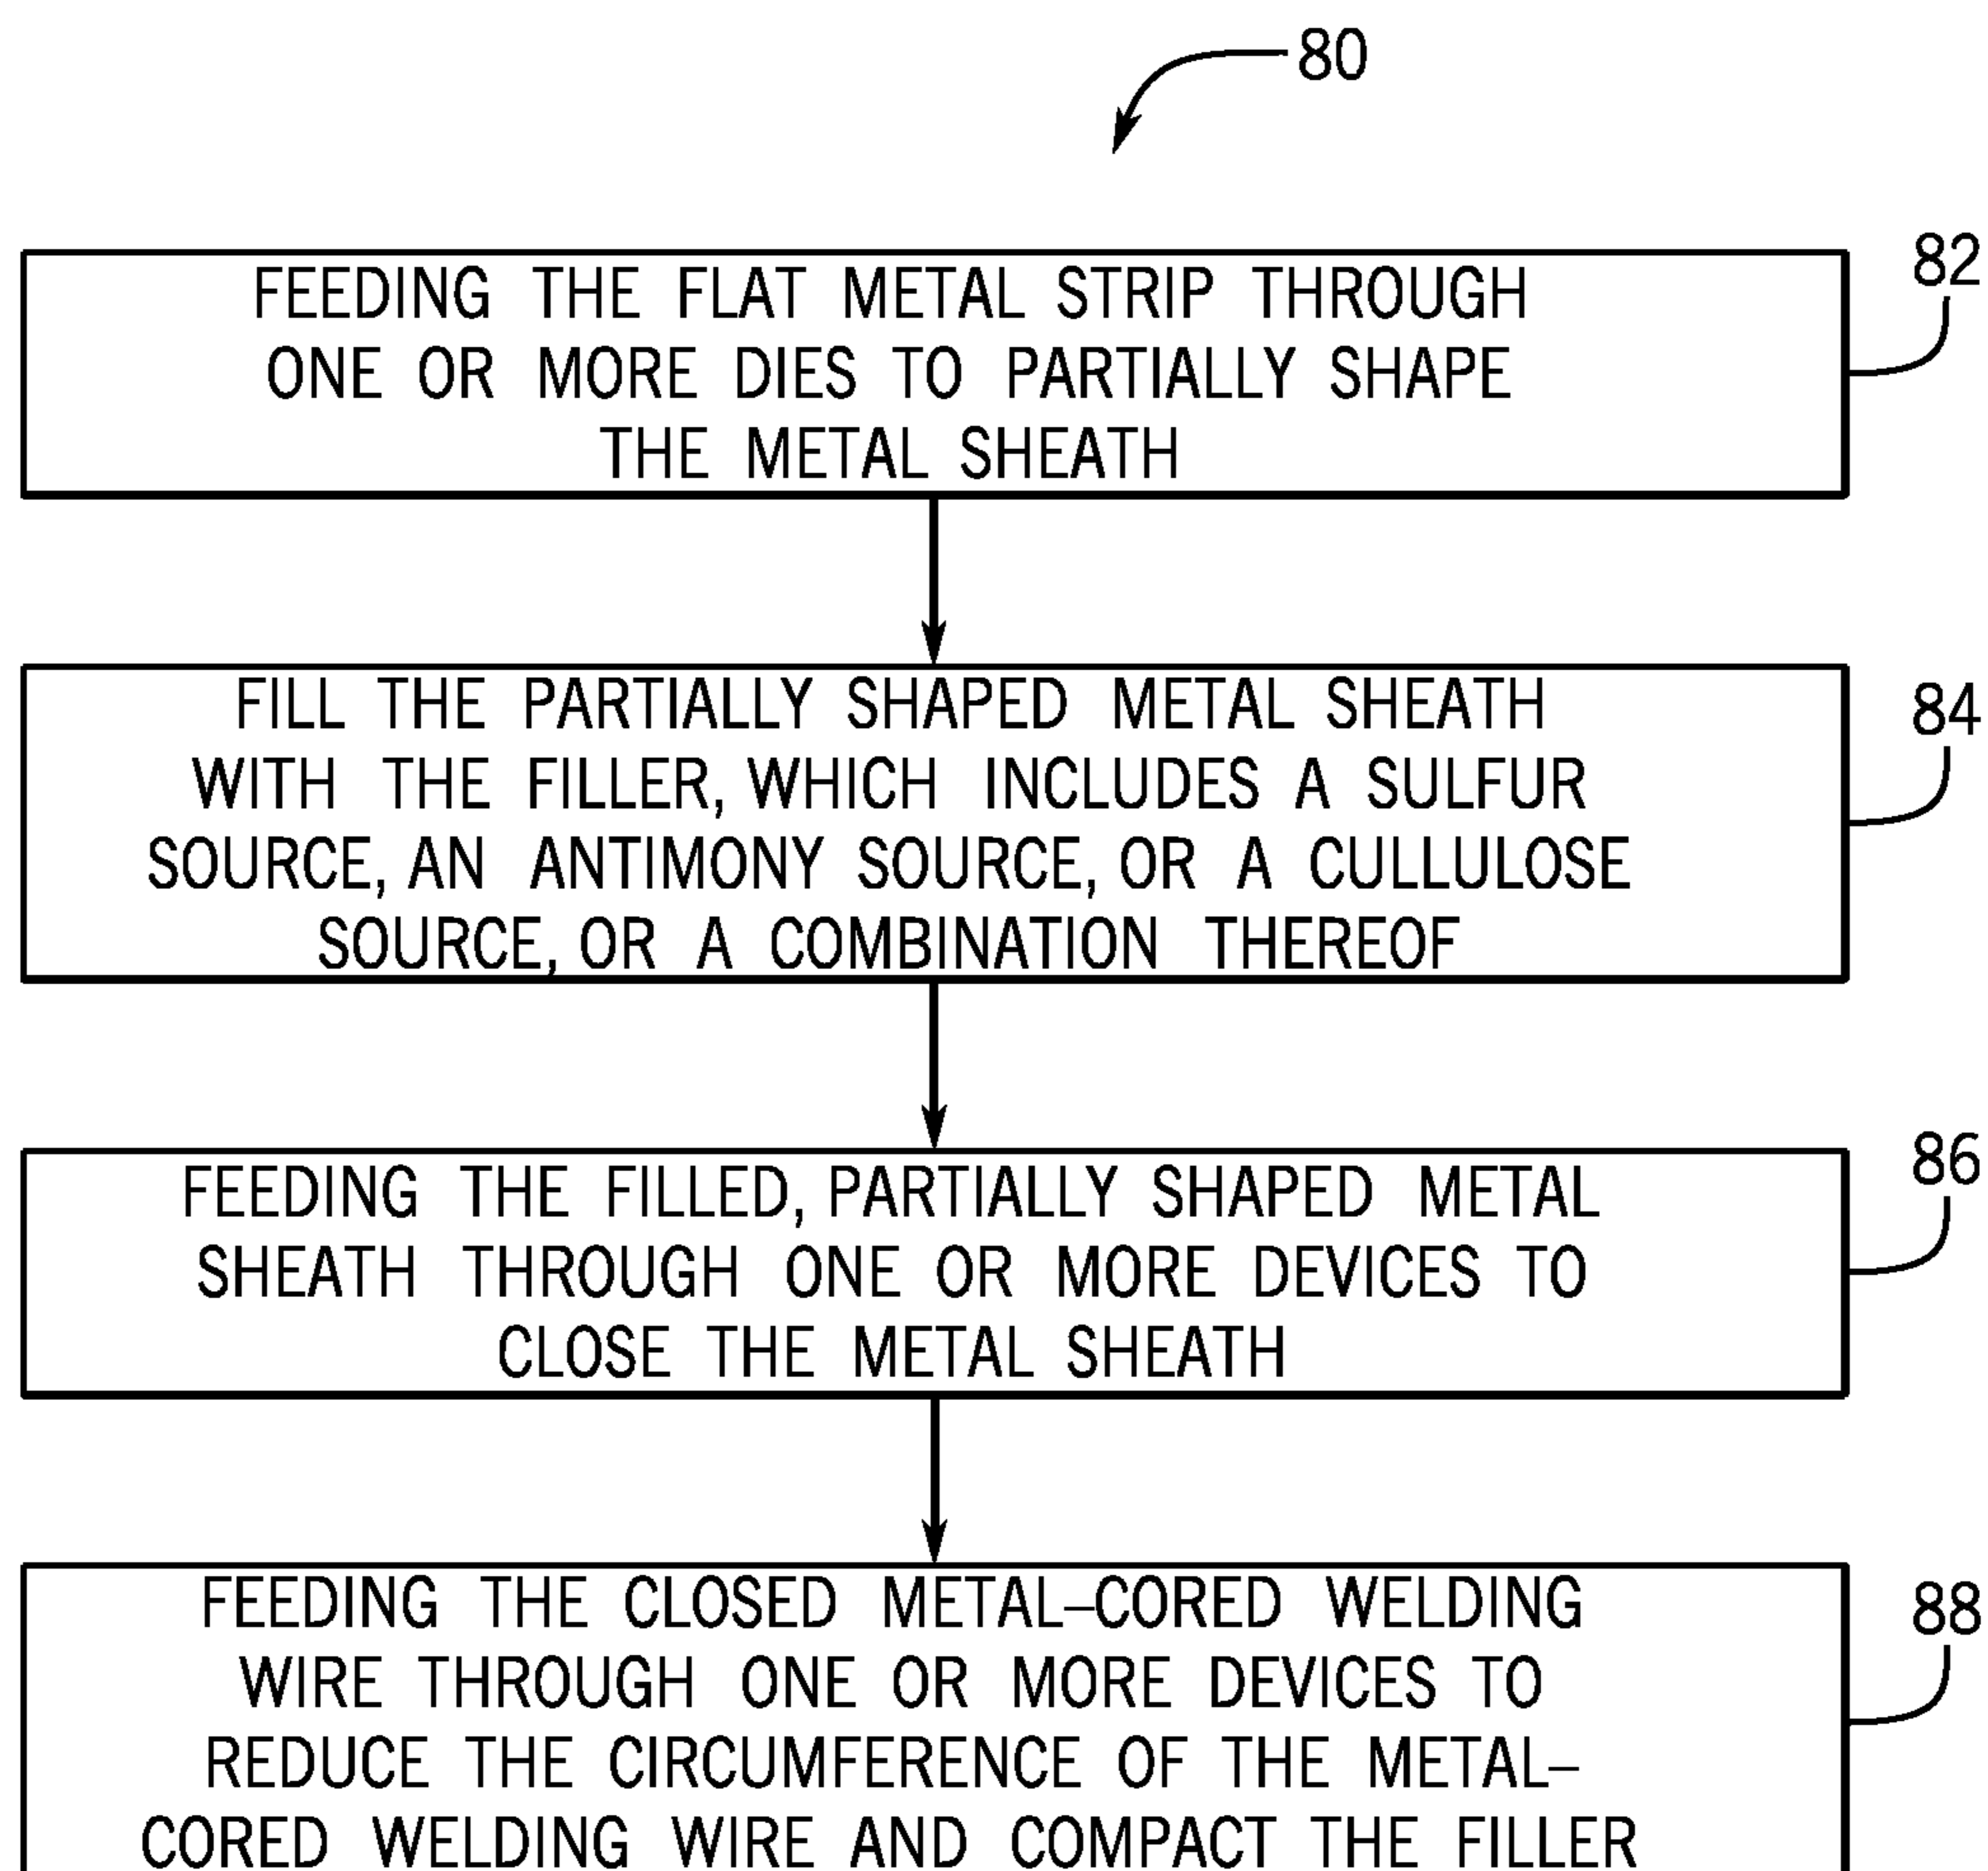 80
82
FEEDING THE FLAT METAL STRIP THROUGH
ONE OR MORE DIES TO PARTIALLY SHAPE
THE METAL SHEATH
84
FILL THE PARTIALLY SHAPED METAL SHEATH
WITH THE FILLER, WHICH INCLUDES A SULFUR
SOURCE, AN ANTIMONY SOURCE, OR A CULLULOSE
SOURCE, OR A COMBINATION THEREOF
86
FEEDING THE FILLED, PARTIALLY SHAPED METAL
SHEATH THROUGH ONE OR MORE DEVICES TO
CLOSE THE METAL SHEATH
88
FEEDING THE CLOSED METAL–CORED WELDING
WIRE THROUGH ONE OR MORE DEVICES TO
REDUCE THE CIRCUMFERENCE OF THE METAL–
CORED WELDING WIRE AND COMPACT THE FILLER